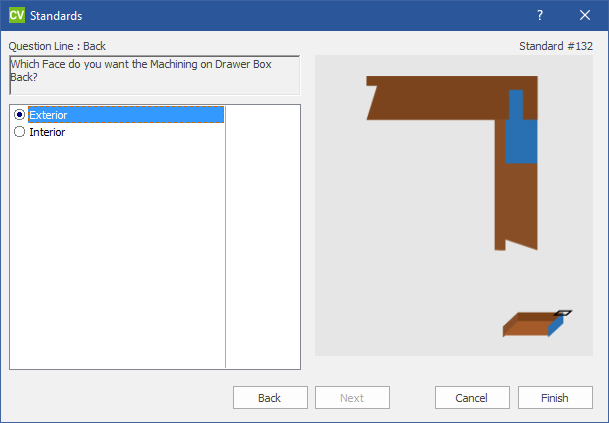 CV Standards
Question Line : Back
Standard #132
Which Face do you want the Machining on Drawer Box
Back?
Exterior
Interior
Back
Next
Cancel
Finish